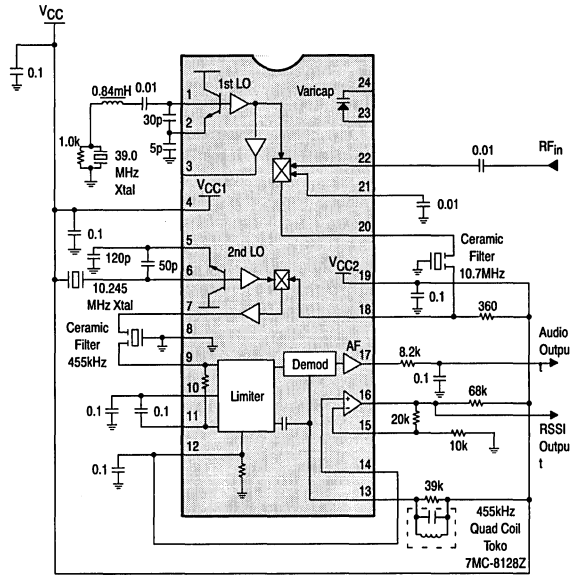 VCC
0.1
0.84mH
0.01
1
1st LO
30p
2
5p
1.0k
39.0
MHz
Xtal
3
Varicap
24
23
22
0.01
RFin
21
0.01
4
VCC1
20
0.1
5
2nd LO
120p
50p
6
10.245
MHz Xtal
7
Ceramic
Filter
10.7MHz
VCC2
19
0.1
18
360
Ceramic
Filter
455kHz
8
9
Limiter
Demod
AF
17
8.2k
0.1
Audio
Outpu
t
10
0.1
0.1
11
16
68k
20k
15
10k
RSSI
Outpu
t
12
0.1
14
13
39k
455kHz
Quad Coil
Toko
7MC-8128Z